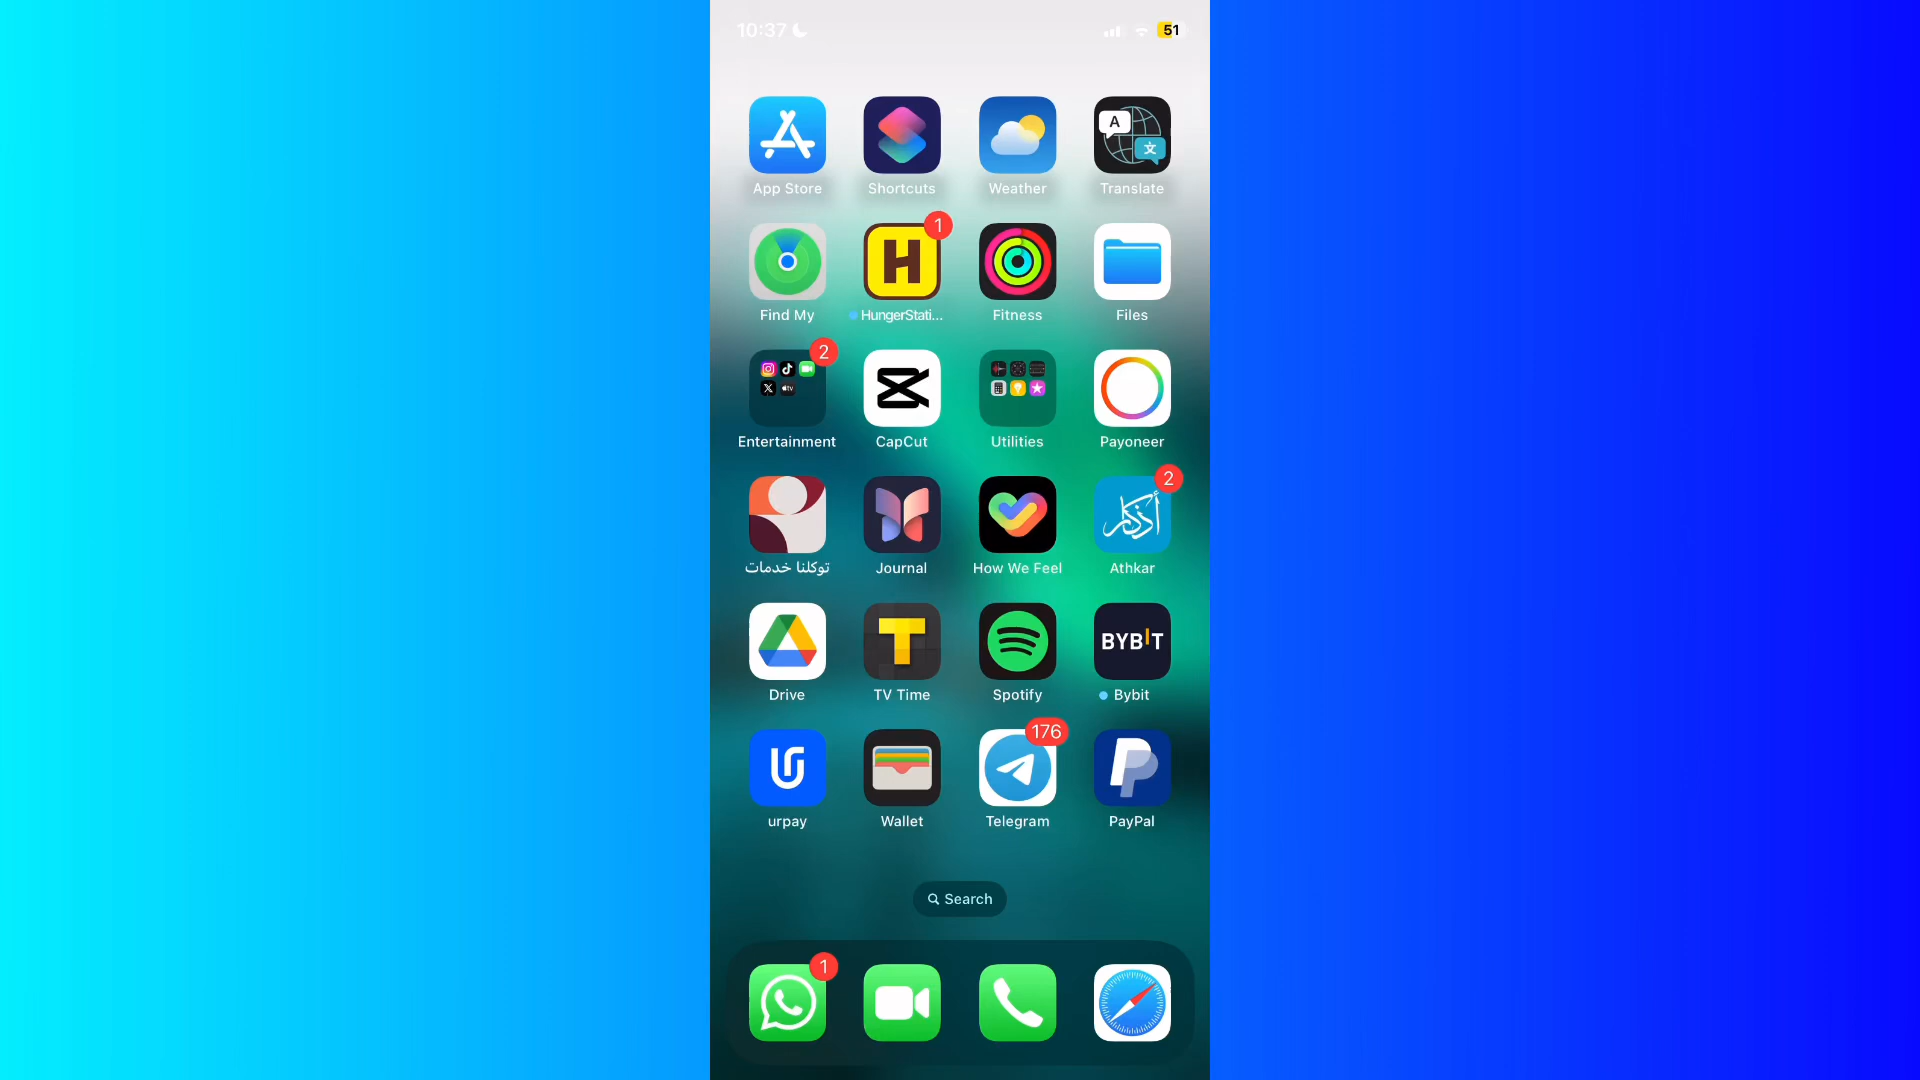 10:37 51
App Store Shortcuts Weather Translate
1
HungerStati...
Find My Fitness Files
2
Entertainment CapCut Utilities Payoneer
2
توكلنا خدمات Journal How We Feel Athkar
BYBIT
Drive TV Time Spotify Bybit
176
urpay Wallet Telegram PayPal
Search
1